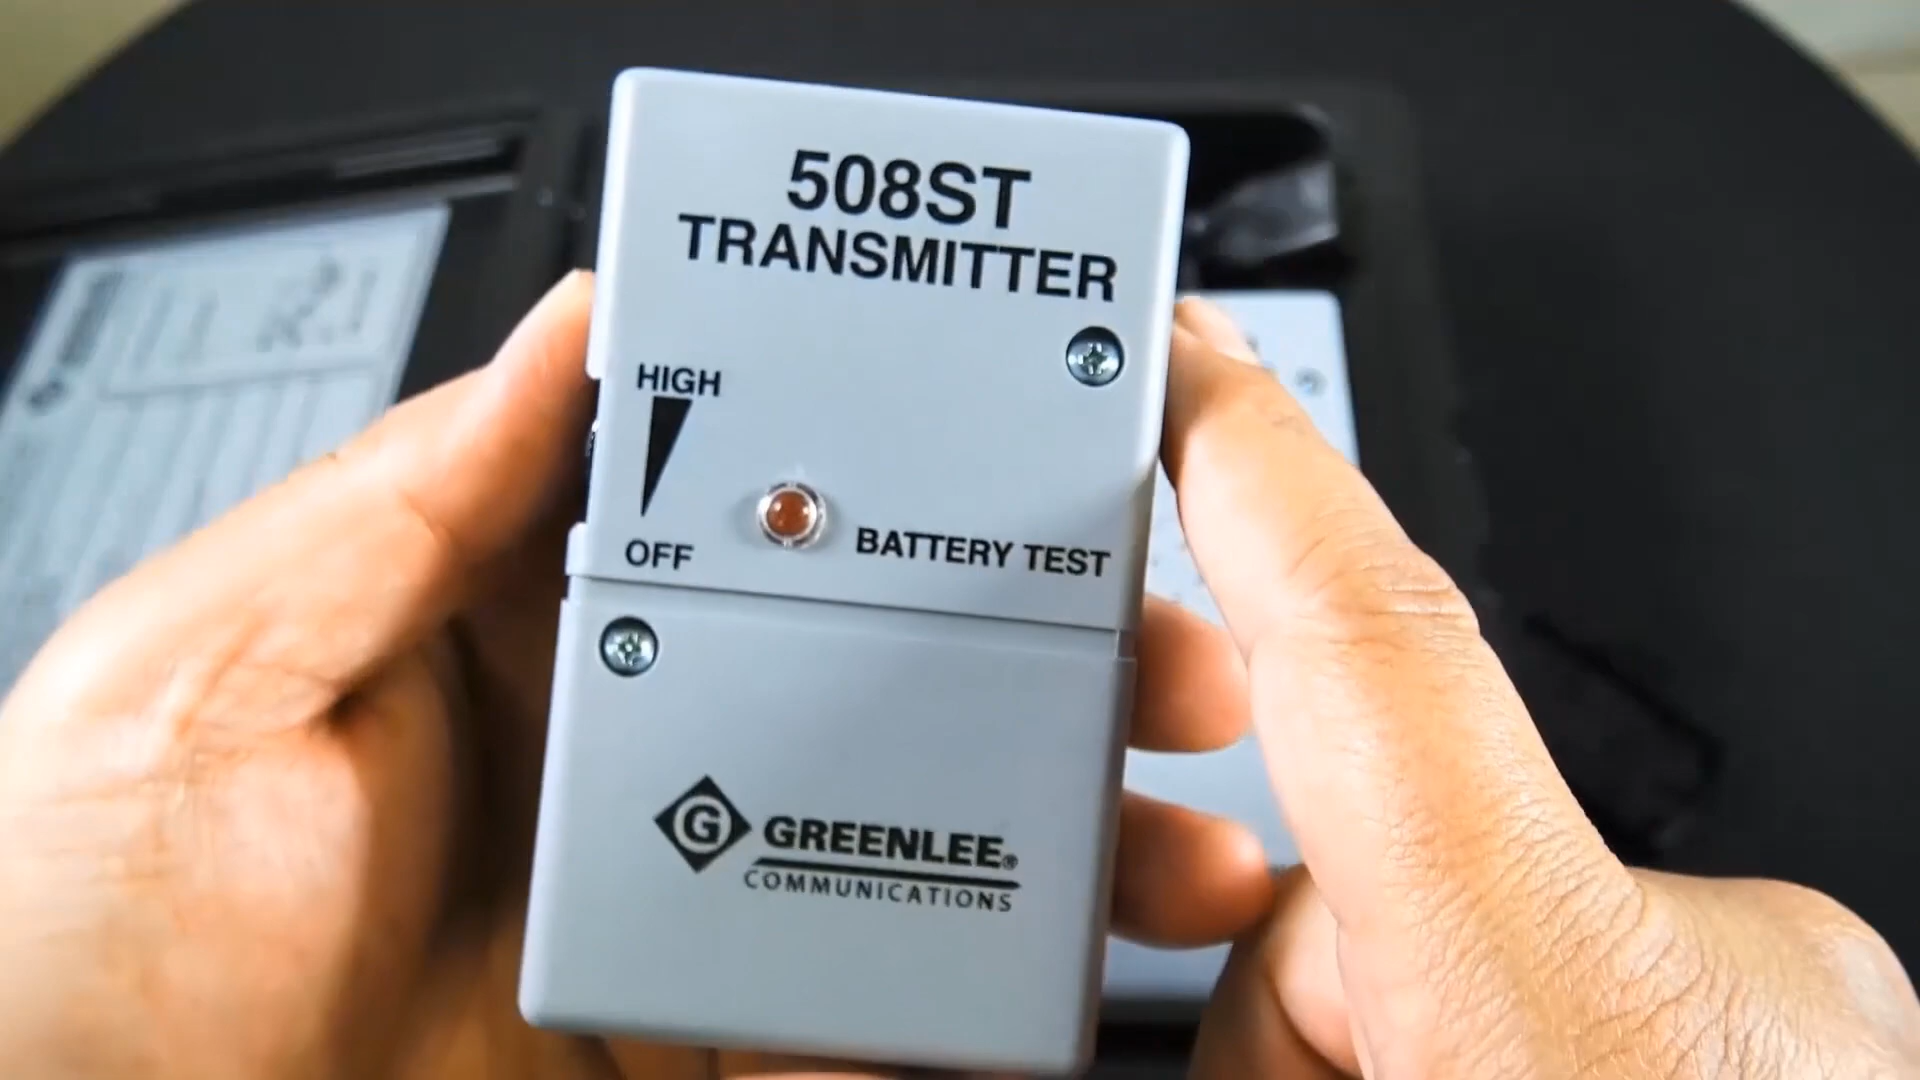 508ST
TRANSMITTER
HIGH
OFF
BATTERY TEST
G
GREENLEE®
COMMUNICATIONS